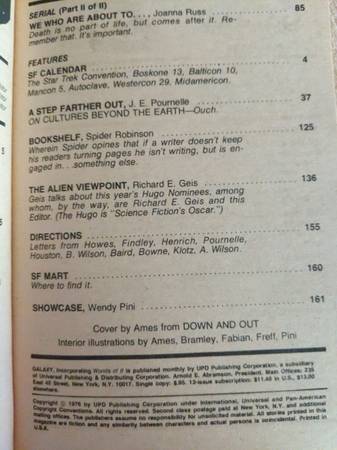 SERIAL (Part II of II)
WE WHO ARE ABOUT TO. . . , Joanna Russ 85
Death is no part of life, but comes after it. Re-
member that. It's important.
FEATURES
SF CALENDAR 4
The Star Trek Convention, Boskone 13, Balticon 10,
Marcon 5, Autoclave, Westercon 29, Midamericon.
A STEP FARTHER OUT, J. E. Pournelle 37
ON CULTURES BEYOND THE EARTH—Ouch.
BOOKSHELF, Spider Robinson 125
Wherein Spider opines that if a writer doesn't keep
his readers turning pages he isn't writing, but is en-
gaged in. . .something else.
THE ALIEN VIEWPOINT, Richard E. Geis 136
Geis talks about this year's Hugo Nominees, among
whom, by the way, are Richard E. Geis and this
Editor. (The Hugo is "Science Fiction's Oscar.")
DIRECTIONS 155
Letters from Howes, Findley, Henrich, Pournelle,
Houston, B. Wilson, Baird, Bowne, Klotz, A. Wilson.
SF MART 160
Where to find it.
SHOWCASE, Wendy Pini 161
Cover by Ames from DOWN AND OUT
Interior illustrations by Ames, Bramley, Fabian, Freff, Pini
GALAXY, Incorporating Worlds of If is published monthly by UPD Publishing Corporation, a subsidiary
of Universal Publishing & Distributing Corporation. Arnold E. Abramson, President. Main Offices: 235
East 45 Street, New York, N.Y. 10017. Single copy: $.95. 12-issue subscription: $11.40 in U.S., $13.50
elsewhere.
Copyright © 1976 by UPD Publishing Corporation under International, Universal and Pan-American
Copyright Conventions. All rights reserved. Second class postage paid at New York, N.Y. and additional
mailing offices. The publishers assume no responsibility for unsolicited material. All stories printed in this
magazine are fiction and any similarity between characters and actual persons is coincidental. Printed in
U.S.A.